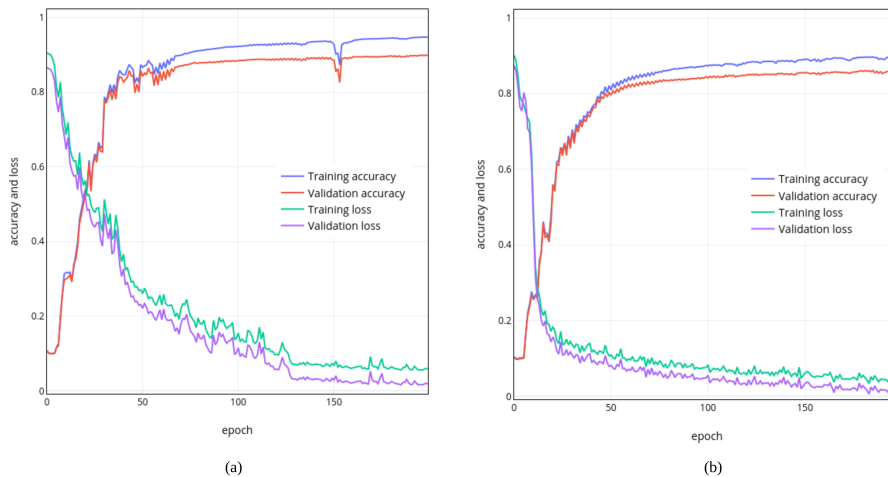 1
0.8
0.6
0.4
0.2
0
0
50
100
150
accuracy and loss
epoch
Training accuracy
Validation accuracy
Training loss
Validation loss
(a)
1
0.8
0.6
0.4
0.2
0
0
50
100
150
accuracy and loss
epoch
Training accuracy
Validation accuracy
Training loss
Validation loss
(b)